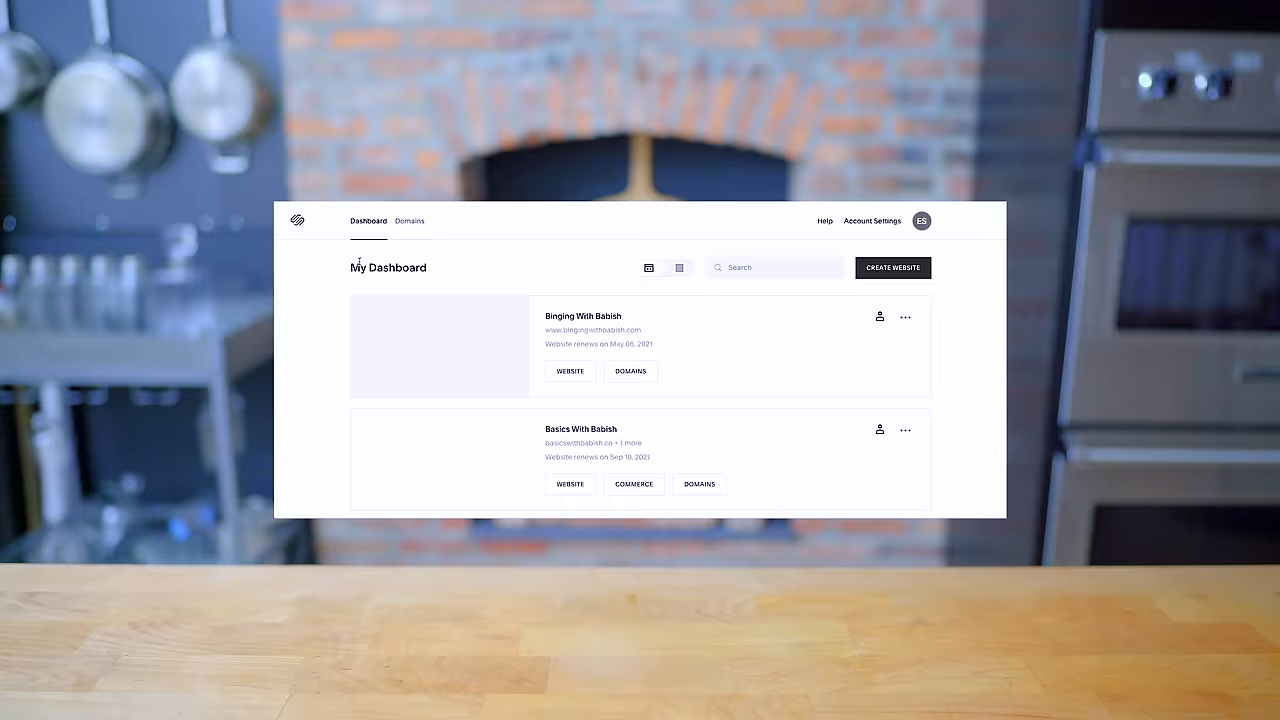 Dashboard Domains Help Account Settings ES
My Dashboard Search CREATE WEBSITE
Binging With Babish
www.bingingwithbabish.com
Website renews on May 06, 2021
WEBSITE DOMAINS
Basics With Babish
basicswithbabish.co + 1 more
Website renews on Sep 10, 2021
WEBSITE COMMERCE DOMAINS